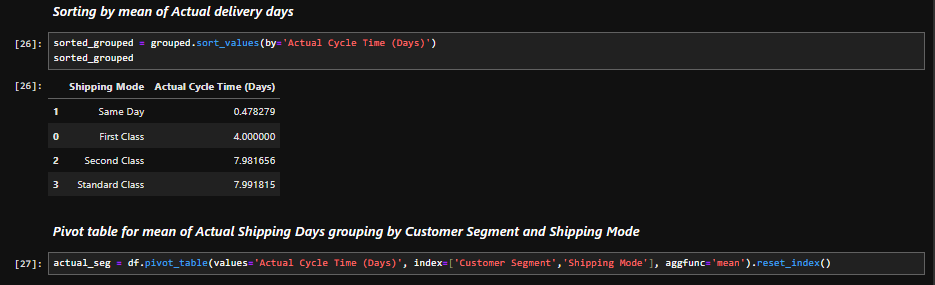 Sorting by mean of Actual delivery days
[26]: sorted_grouped = grouped.sort_values(by='Actual Cycle Time (Days)')
sorted_grouped
[26]: Shipping Mode Actual Cycle Time (Days)
1 Same Day 0.478279
0 First Class 4.000000
2 Second Class 7.981656
3 Standard Class 7.991815
Pivot table for mean of Actual Shipping Days grouping by Customer Segment and Shipping Mode
[27]: actual_seg = df.pivot_table(values='Actual Cycle Time (Days)', index=['Customer Segment','Shipping Mode'], aggfunc='mean').reset_index()